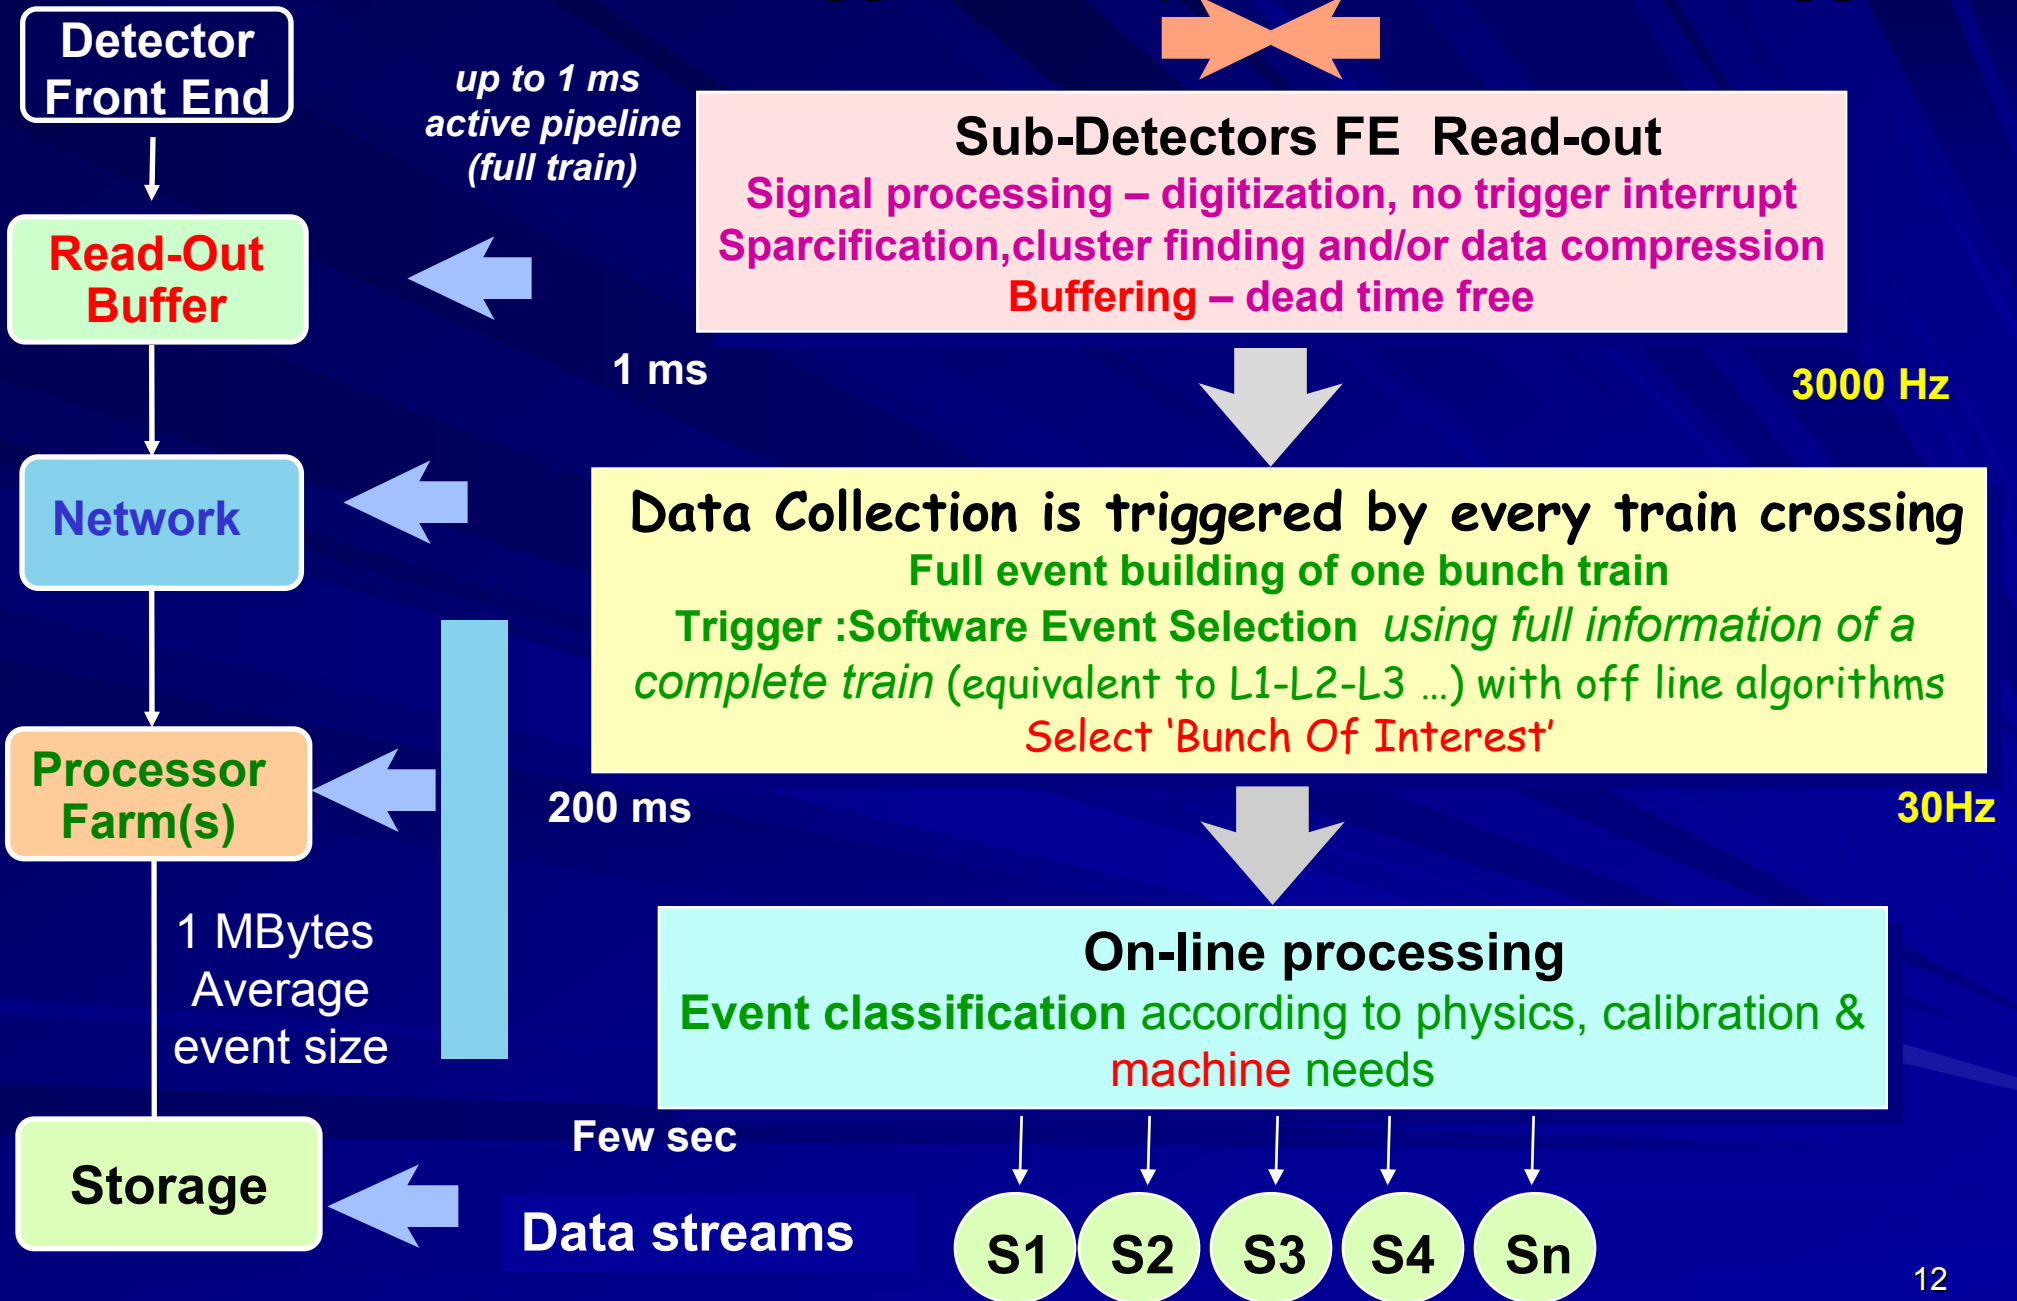 Detector
Front End
up to 1 ms
active pipeline
(full train)
Sub-Detectors FE Read-out
Signal processing – digitization, no trigger interrupt
Sparcification,cluster finding and/or data compression
Buffering – dead time free
Read-Out
Buffer
1 ms
3000 Hz
Network
Data Collection is triggered by every train crossing
Full event building of one bunch train
Trigger :Software Event Selection using full information of a
complete train (equivalent to L1-L2-L3 ...) with off line algorithms
Select ‘Bunch Of Interest’
Processor
Farm(s)
200 ms
30Hz
1 MBytes
Average
event size
On-line processing
Event classification according to physics, calibration &
machine needs
Few sec
Storage
Data streams
S1
S2
S3
S4
Sn
12